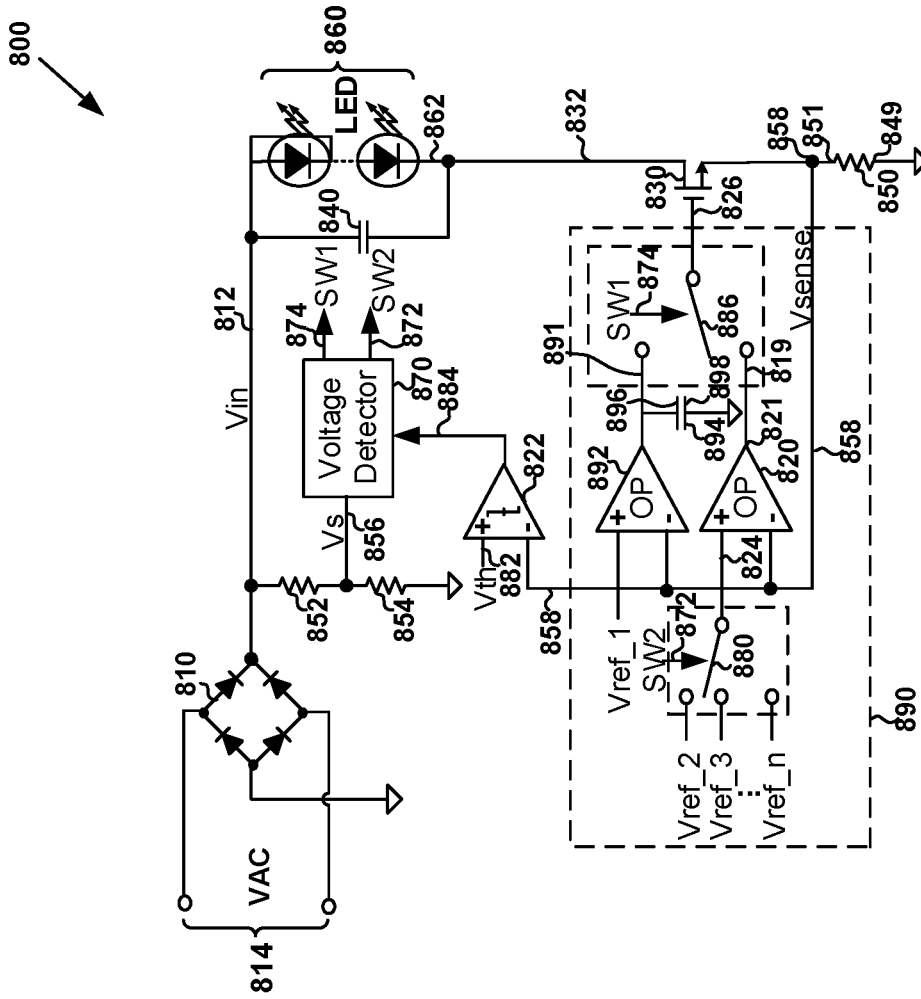 800
860
LED
862
832
830
826
858
851
850
849
840
812
874
SW1
SW2
872
870
Voltage
Detector
884
Vin
Vs
856
852
854
810
VAC
814
822
Vth
882
858
SW1
874
886
891
896
898
894
819
892
OP
821
820
OP
824
858
Vsense
Vref_1
SW2
872
880
Vref_2
Vref_3
Vref_n
890